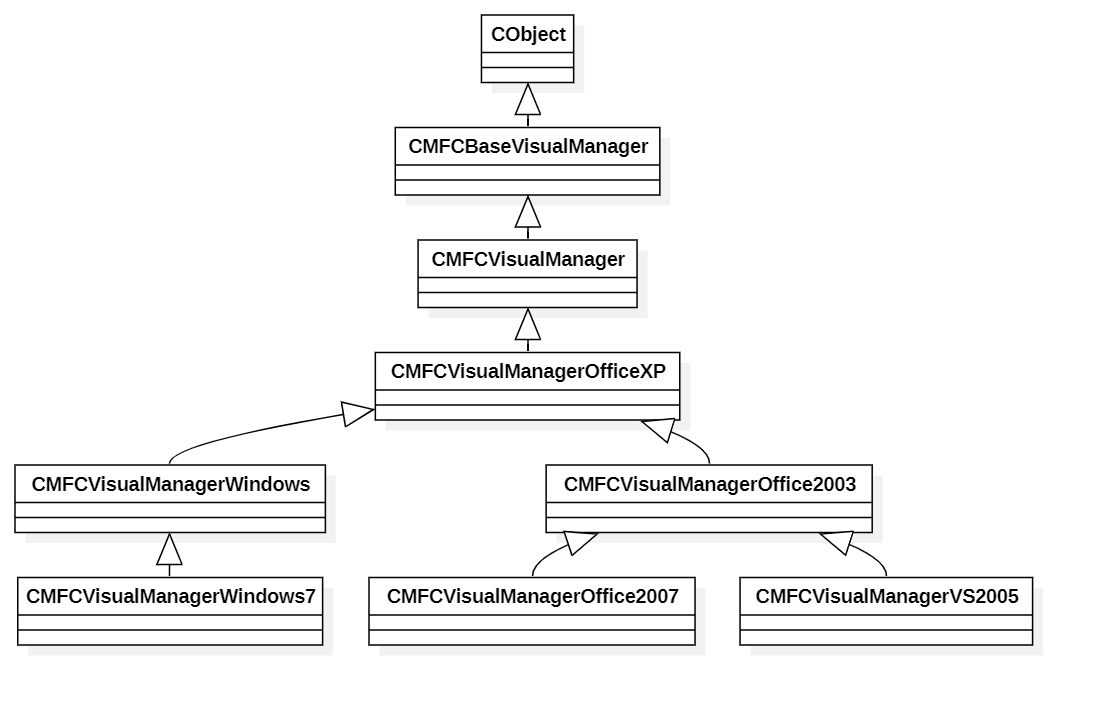 CObject
CMFCBaseVisualManager
CMFCVisualManager
CMFCVisualManagerOfficeXP
CMFCVisualManagerWindows
CMFCVisualManagerOffice2003
CMFCVisualManagerWindows7
CMFCVisualManagerOffice2007
CMFCVisualManagerVS2005